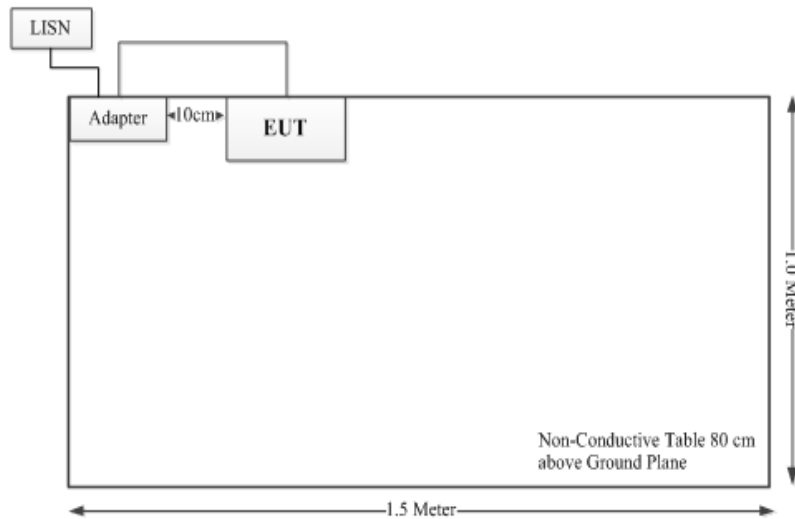 LISN
Adapter
10cm
EUT
1.0 Meter
Non-Conductive Table 80 cm
above Ground Plane
1.5 Meter